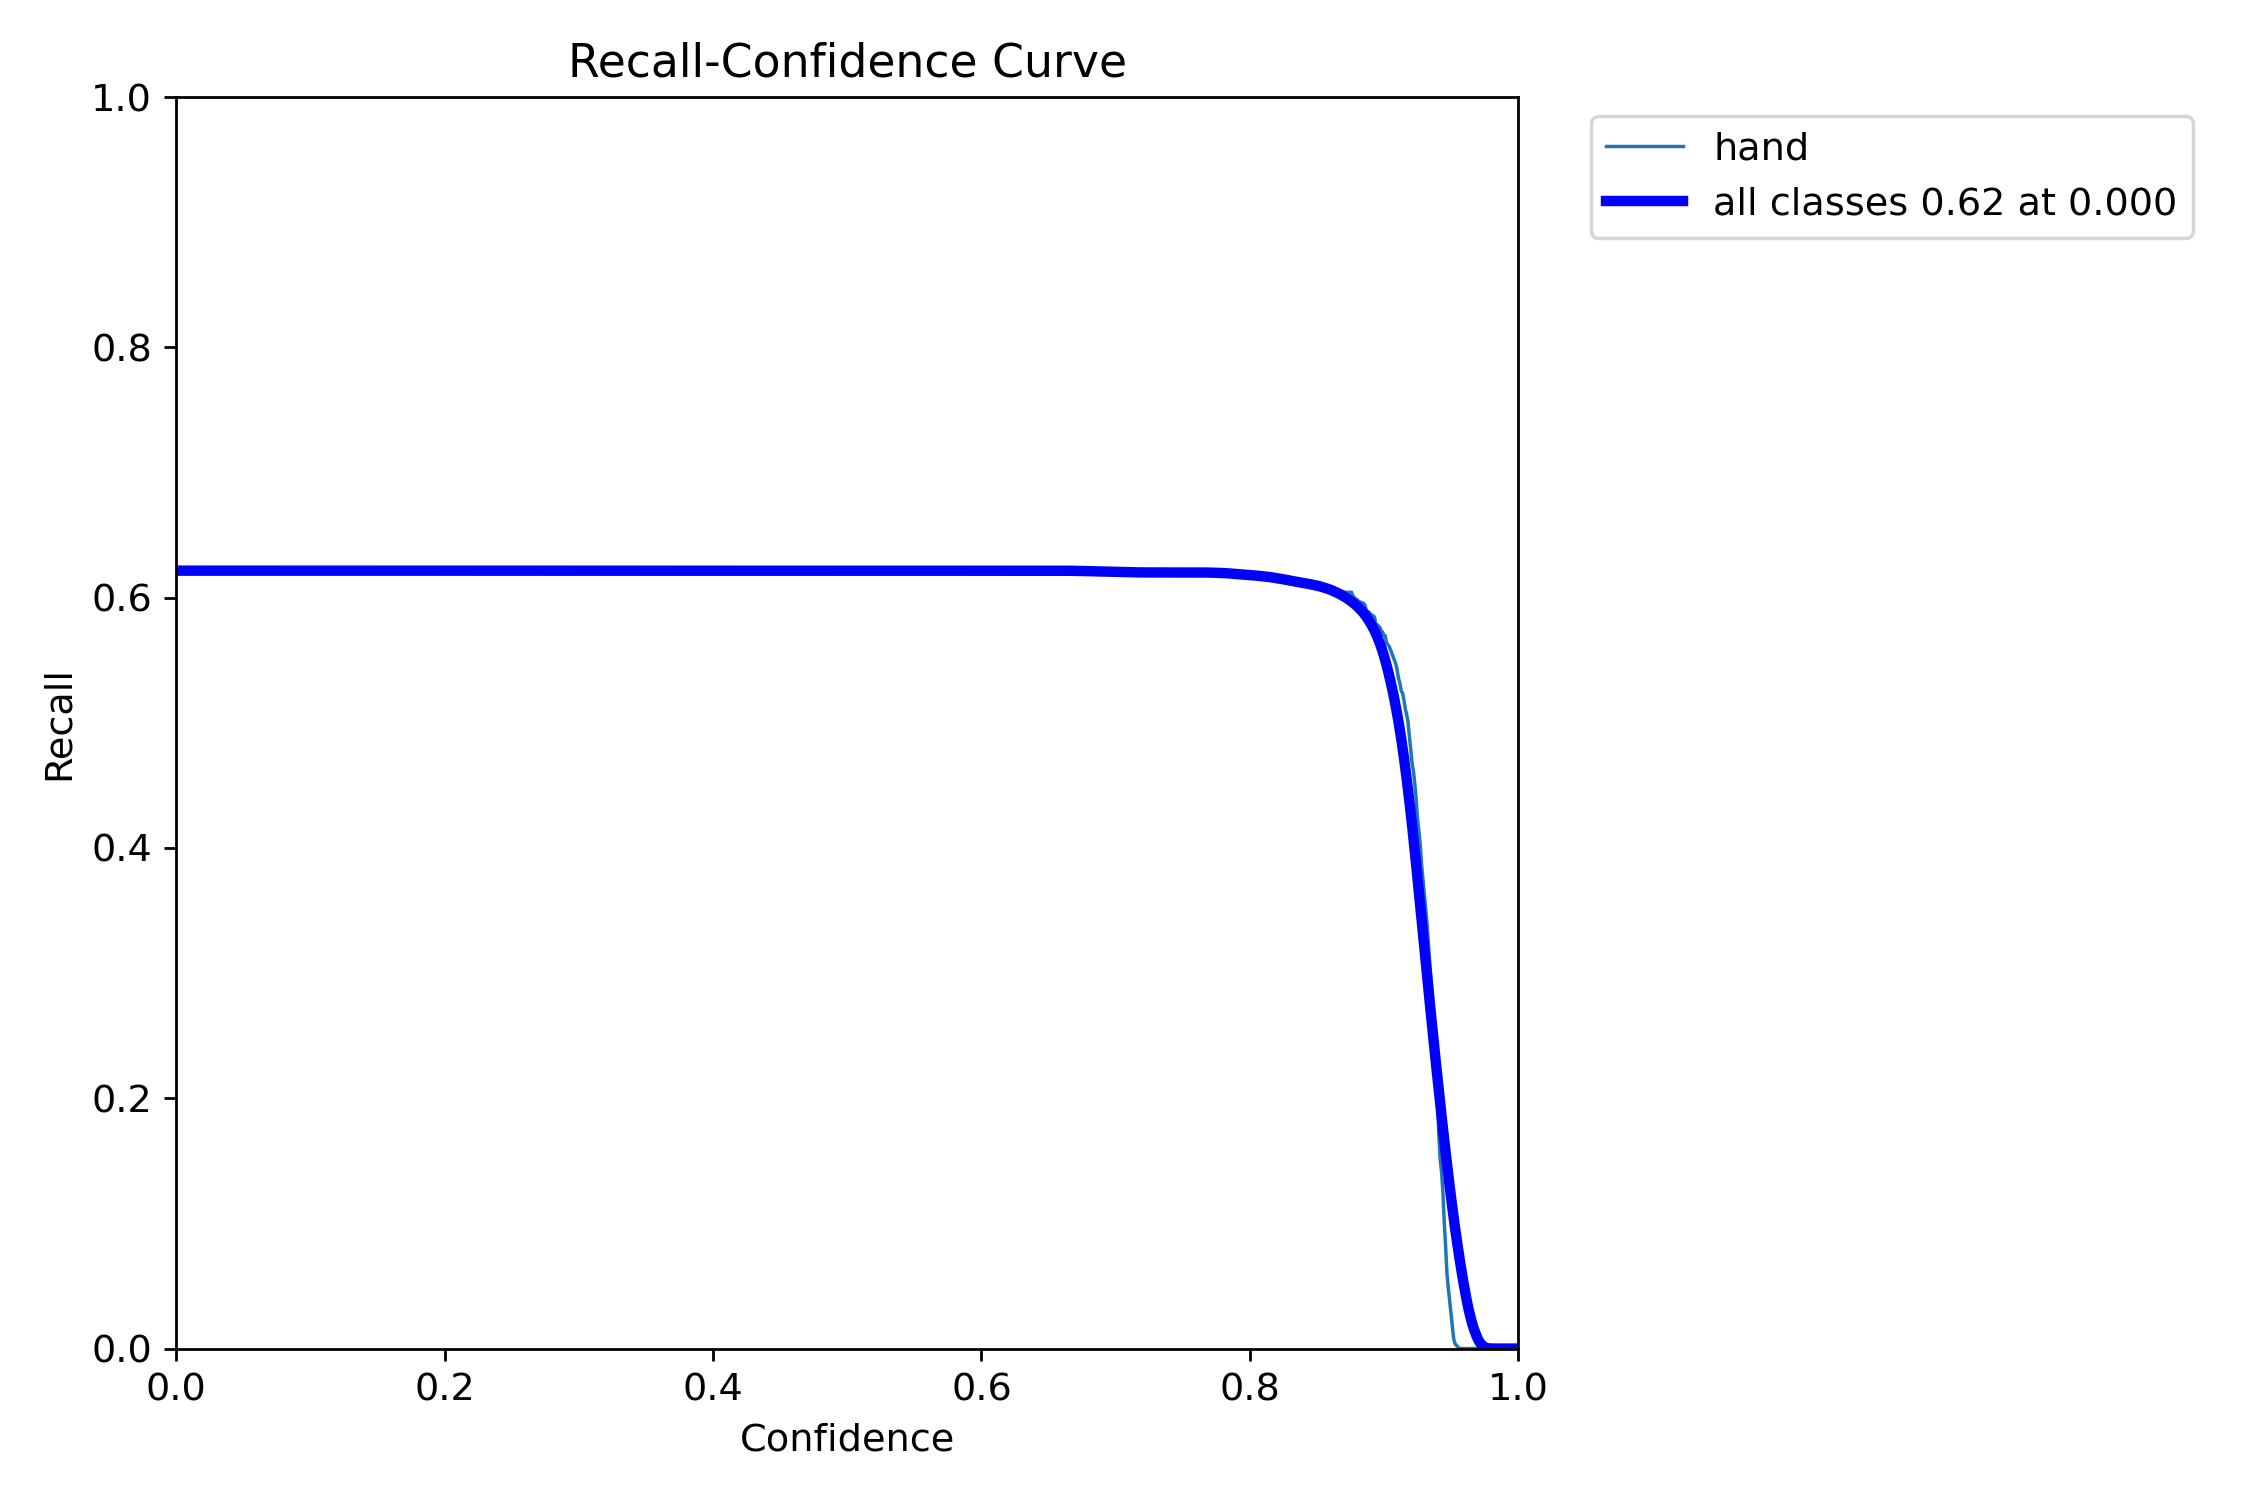 Recall-Confidence Curve
1.0
0.8
0.6
0.4
0.2
0.0
Recall
0.0 0.2 0.4 0.6 0.8 1.0
Confidence
hand
all classes 0.62 at 0.000